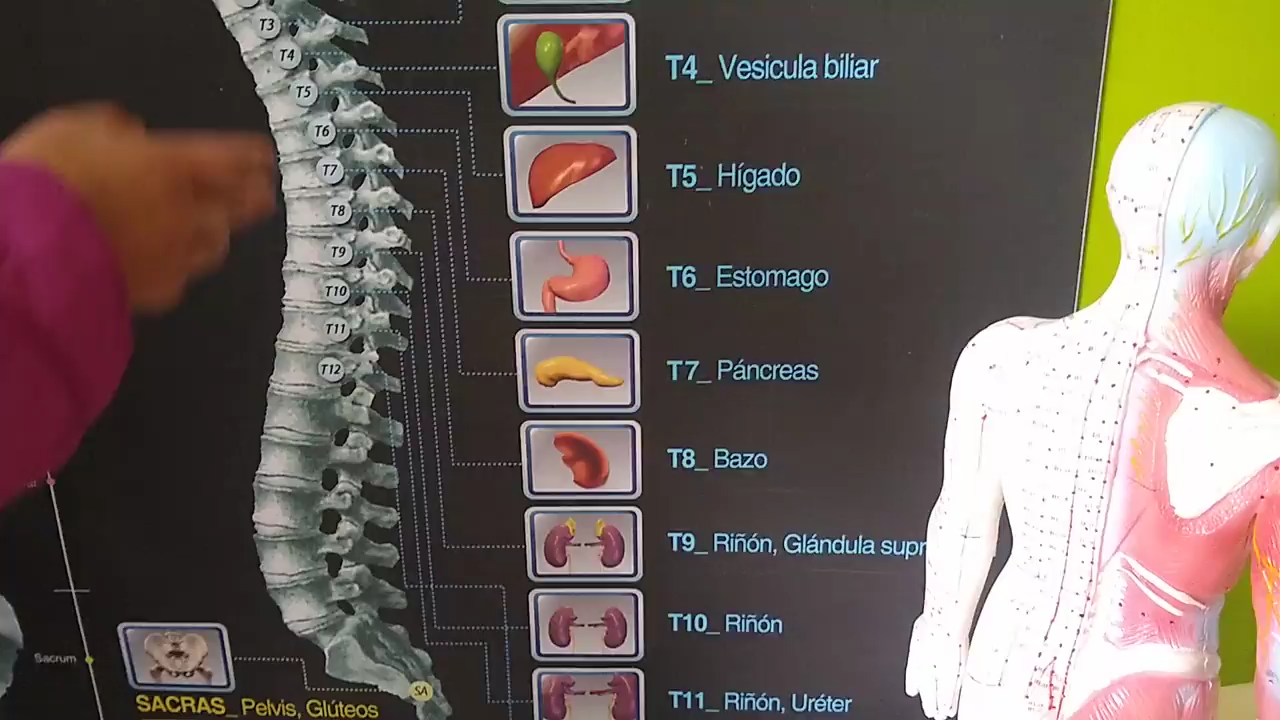 T3
T4
T5
T6
T7
T8
T9
T10
T11
T12
SA
T4_ Vesicula biliar
T5_ Hígado
T6_ Estomago
T7_ Páncreas
T8_ Bazo
T9_ Riñón, Glándula supr
T10_ Riñón
T11_ Riñón, Uréter
Sacrum
SACRAS_ Pelvis, Glúteos